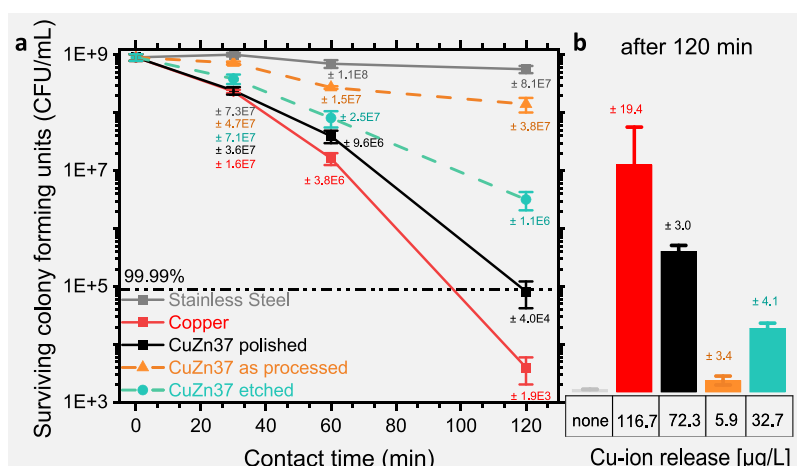 a
Surviving colony forming units (CFU/mL)
1E+9
1E+7
1E+5
1E+3
± 1.1E8
± 8.1E7
± 1.5E7
± 3.8E7
± 7.3E7
± 4.7E7
± 7.1E7
± 3.6E7
± 1.6E7
± 2.5E7
± 9.6E6
± 3.8E6
± 1.1E6
99.99%
± 4.0E4
± 1.9E3
Stainless Steel
Copper
CuZn37 polished
CuZn37 as processed
CuZn37 etched
0 20 40 60 80 100 120
Contact time (min)
b
after 120 min
± 19.4
± 3.0
± 3.4
± 4.1
none 116.7 72.3 5.9 32.7
Cu-ion release [µg/L]